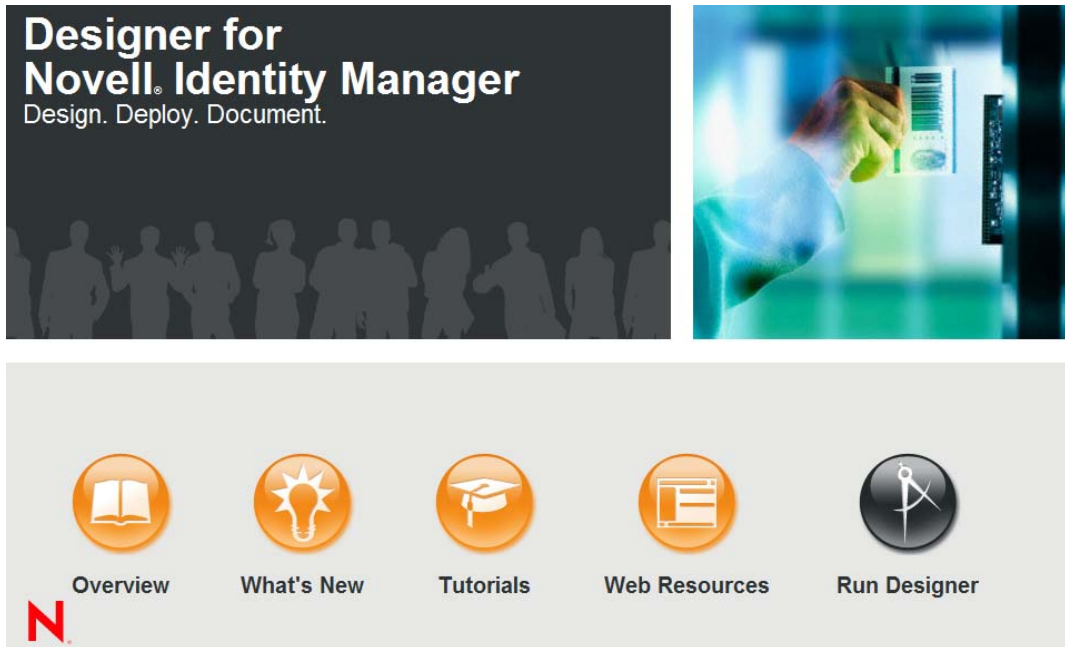 Designer for
Novell® Identity Manager
Design. Deploy. Document.
Overview
What's New
Tutorials
Web Resources
Run Designer
N